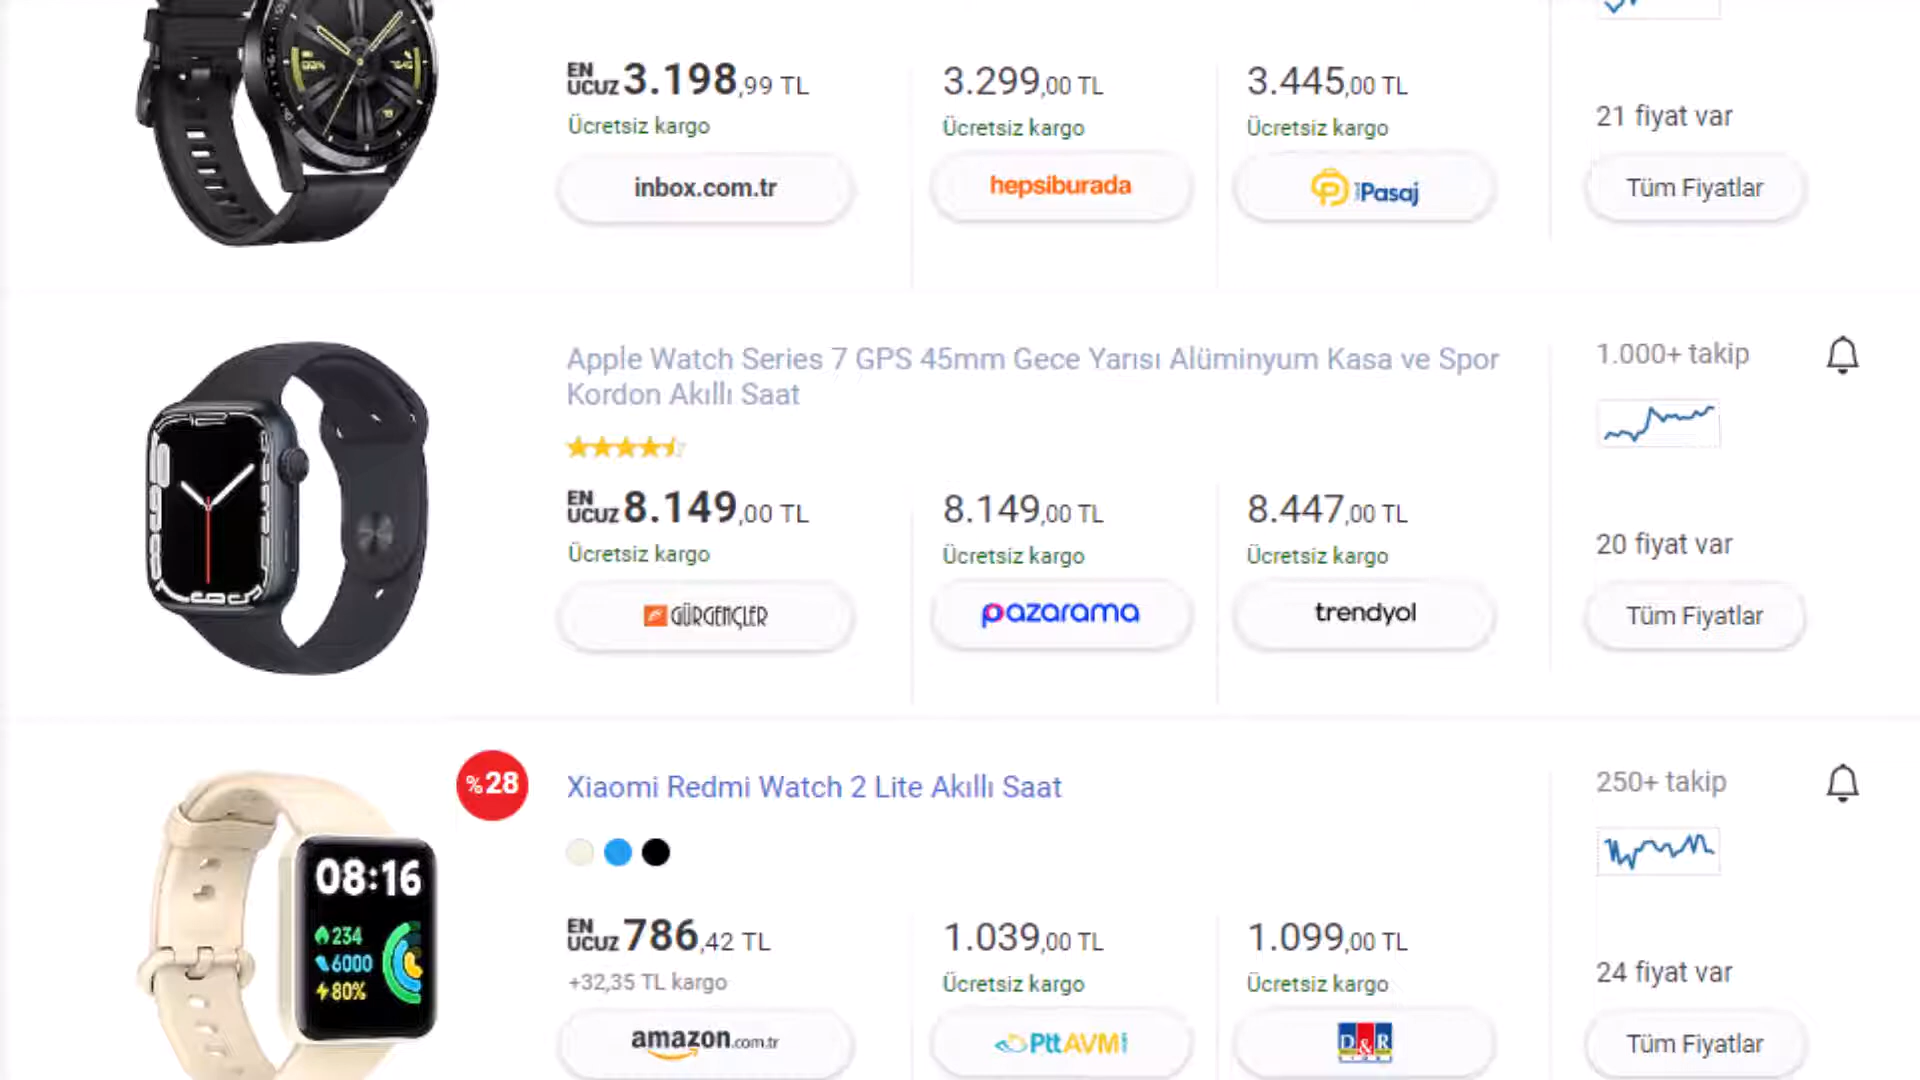 EN UCUZ 3.198,99 TL
3.299,00 TL
3.445,00 TL
Ücretsiz kargo
Ücretsiz kargo
Ücretsiz kargo
21 fiyat var
inbox.com.tr
hepsiburada
Pasaj
Tüm Fiyatlar
Apple Watch Series 7 GPS 45mm Gece Yarısı Alüminyum Kasa ve Spor
Kordon Akıllı Saat
1.000+ takip
EN UCUZ 8.149,00 TL
8.149,00 TL
8.447,00 TL
Ücretsiz kargo
Ücretsiz kargo
Ücretsiz kargo
20 fiyat var
GÜRGENÇLER
pazarama
trendyol
Tüm Fiyatlar
%28
Xiaomi Redmi Watch 2 Lite Akıllı Saat
250+ takip
08:16
234
6000
80%
EN UCUZ 786,42 TL
1.039,00 TL
1.099,00 TL
+32,35 TL kargo
Ücretsiz kargo
Ücretsiz kargo
24 fiyat var
amazon.com.tr
PttAVM
D&R
Tüm Fiyatlar